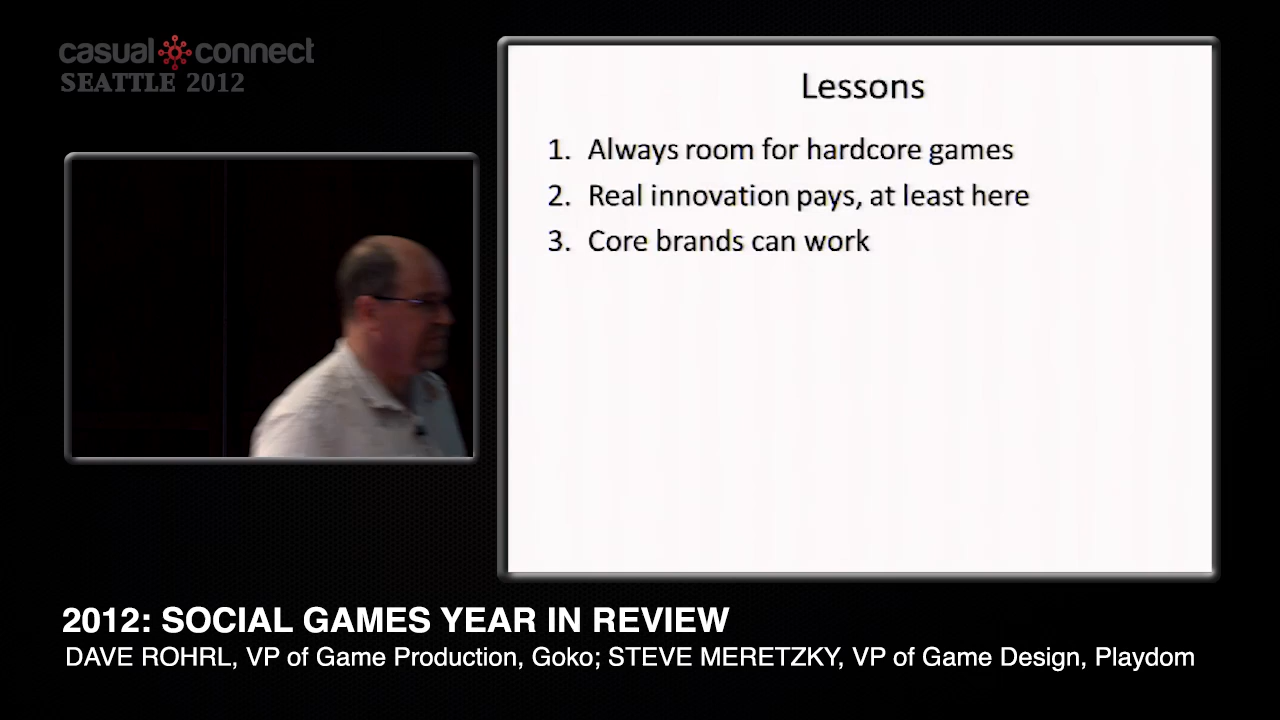 casual connect
SEATTLE 2012
Lessons
1. Always room for hardcore games
2. Real innovation pays, at least here
3. Core brands can work
2012: SOCIAL GAMES YEAR IN REVIEW
DAVE ROHRL, VP of Game Production, Goko; STEVE MERETZKY, VP of Game Design, Playdom